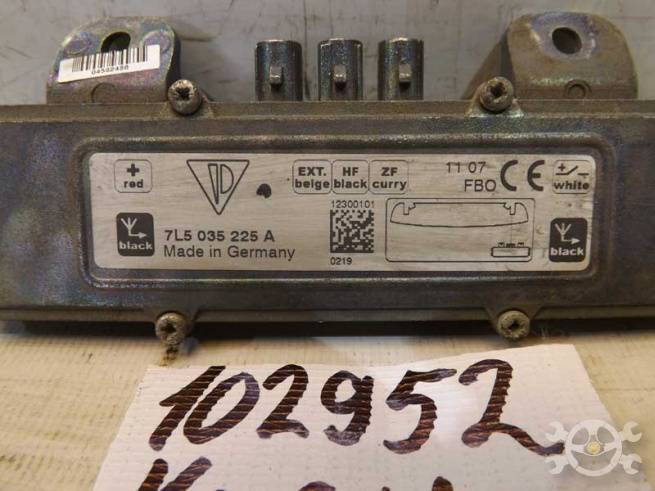 04592488
+
red
EXT.
beige
HF
black
ZF
curry
11 07
FBO
CE
+/-
white
black
7L5 035 225 A
Made in Germany
12300101
0219
black
102952